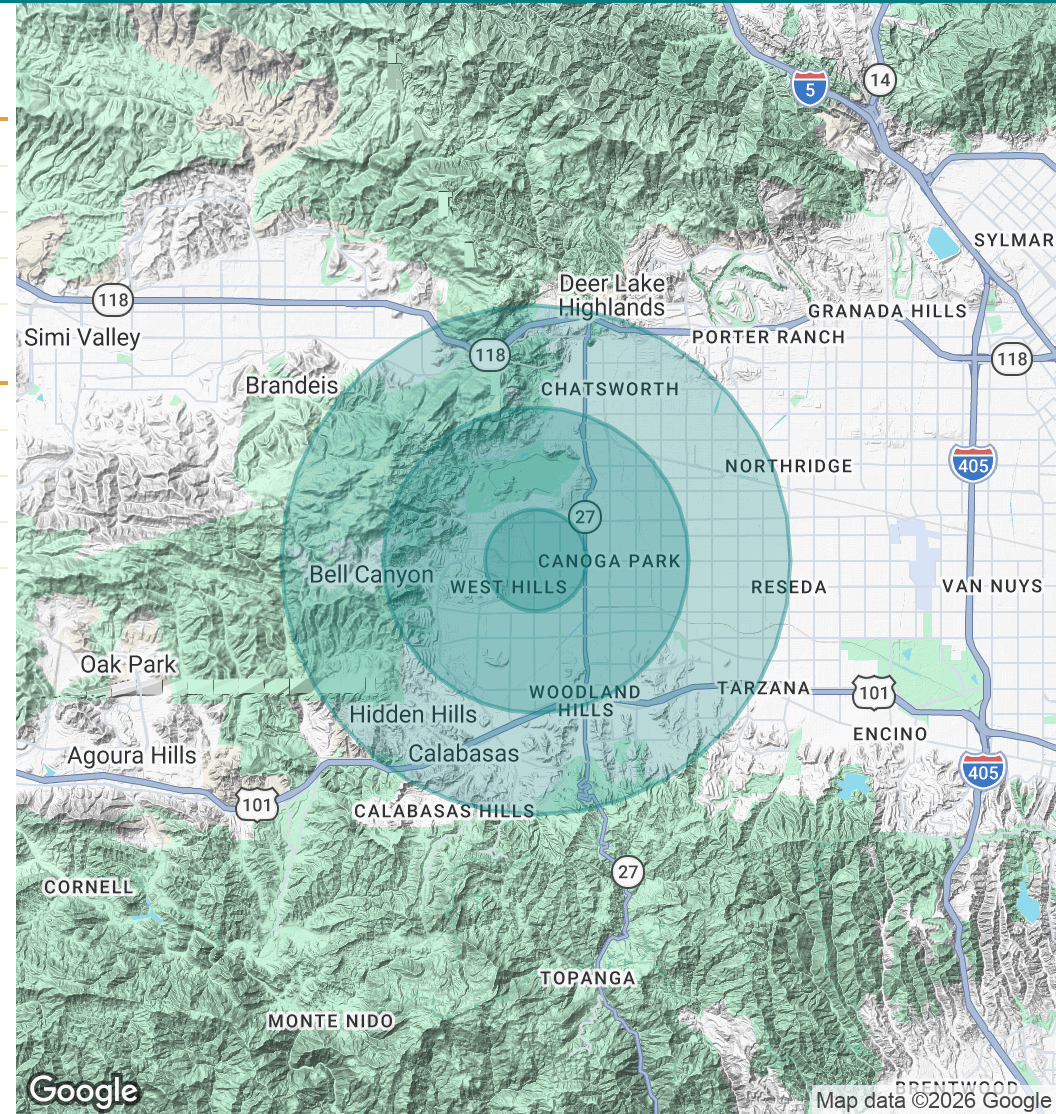 5
14
SYLMAR
Deer Lake
Highlands
118
GRANADA HILLS
Simi Valley
PORTER RANCH
118
118
Brandeis
CHATSWORTH
NORTHRIDGE
405
27
CANOGA PARK
Bell Canyon
WEST HILLS
RESEDA
VAN NUYS
Oak Park
WOODLAND
HILLS
TARZANA
101
Hidden Hills
ENCINO
Agoura Hills
Calabasas
405
101
CALABASAS HILLS
27
CORNELL
TOPANGA
MONTE NIDO
BRENTWOOD
Google
Map data ©2026 Google